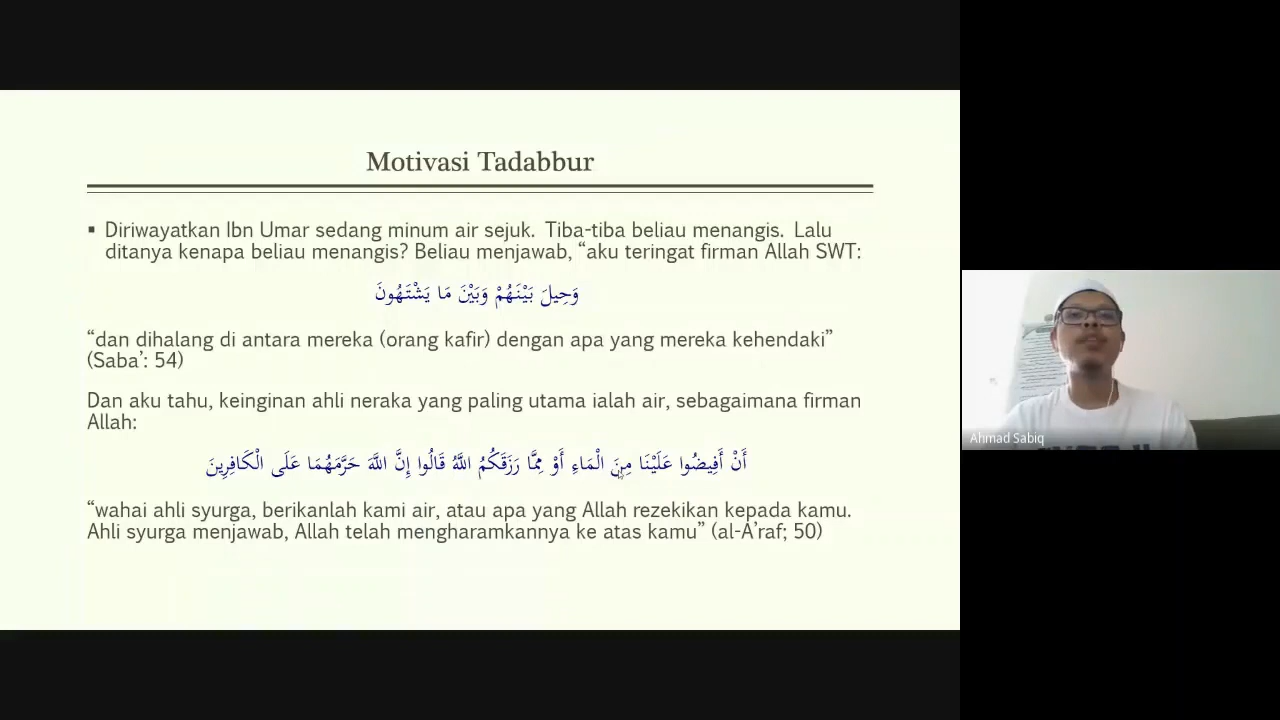 Motivasi Tadabbur
▪ Diriwayatkan Ibn Umar sedang minum air sejuk. Tiba-tiba beliau menangis. Lalu
ditanya kenapa beliau menangis? Beliau menjawab, “aku teringat firman Allah SWT:
وَحِيلَ بَيْنَهُمْ وَبَيْنَ مَا يَشْتَهُونَ
“dan dihalang di antara mereka (orang kafir) dengan apa yang mereka kehendaki”
(Saba’: 54)
Dan aku tahu, keinginan ahli neraka yang paling utama ialah air, sebagaimana firman
Allah:
أَنْ أَفِيضُوا عَلَيْنَا مِنَ الْمَاءِ أَوْ مِمَّا رَزَقَكُمُ اللَّهُ قَالُوا إِنَّ اللَّهَ حَرَّمَهُمَا عَلَى الْكَافِرِينَ
“wahai ahli syurga, berikanlah kami air, atau apa yang Allah rezekikan kepada kamu.
Ahli syurga menjawab, Allah telah mengharamkannya ke atas kamu” (al-A’raf; 50)
Ahmad Sabiq